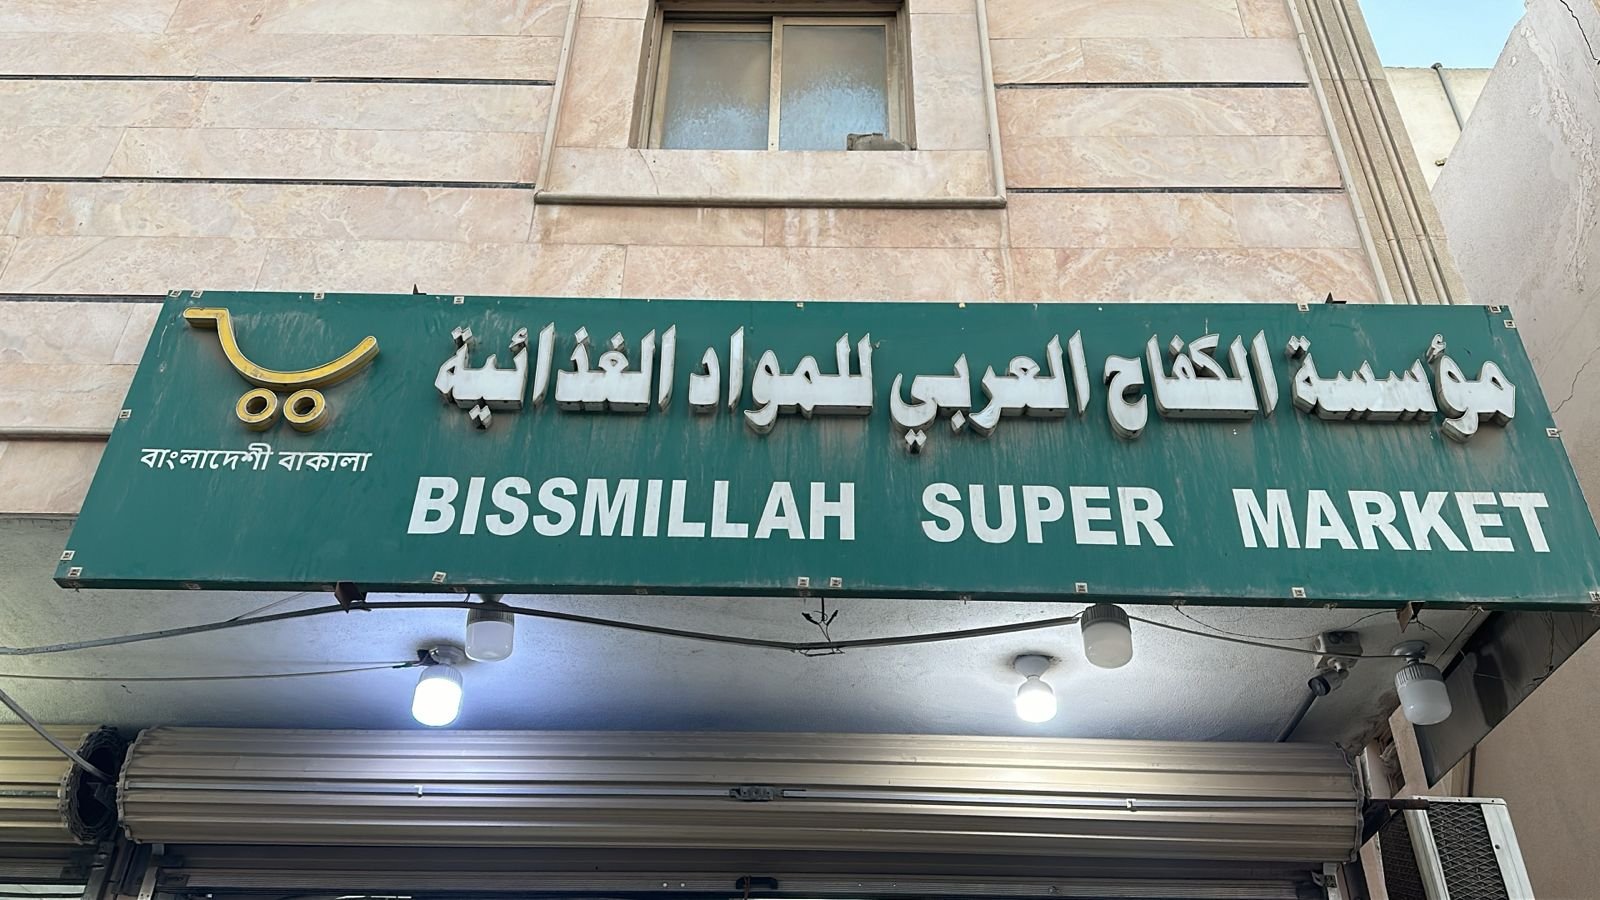 مؤسسة الكفاح العربي للمواد الغذائية
বাংলাদেশী বাকালা
BISSMILLAH SUPER MARKET